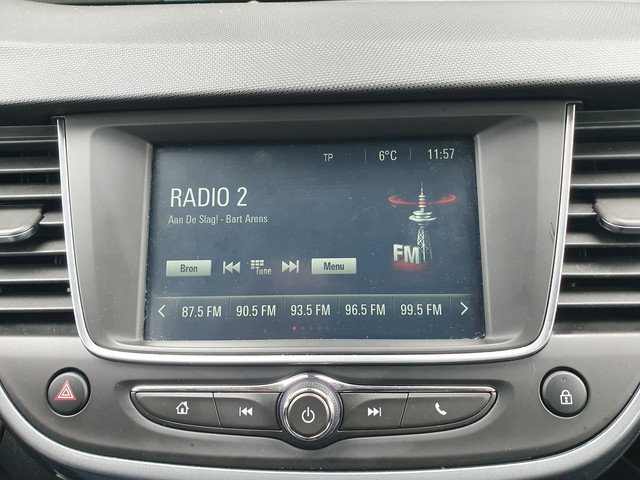 TP 6°C 11:57
RADIO 2
Aan De Slag! - Bart Arens
FM
Bron Tune Menu
87.5 FM 90.5 FM 93.5 FM 96.5 FM 99.5 FM